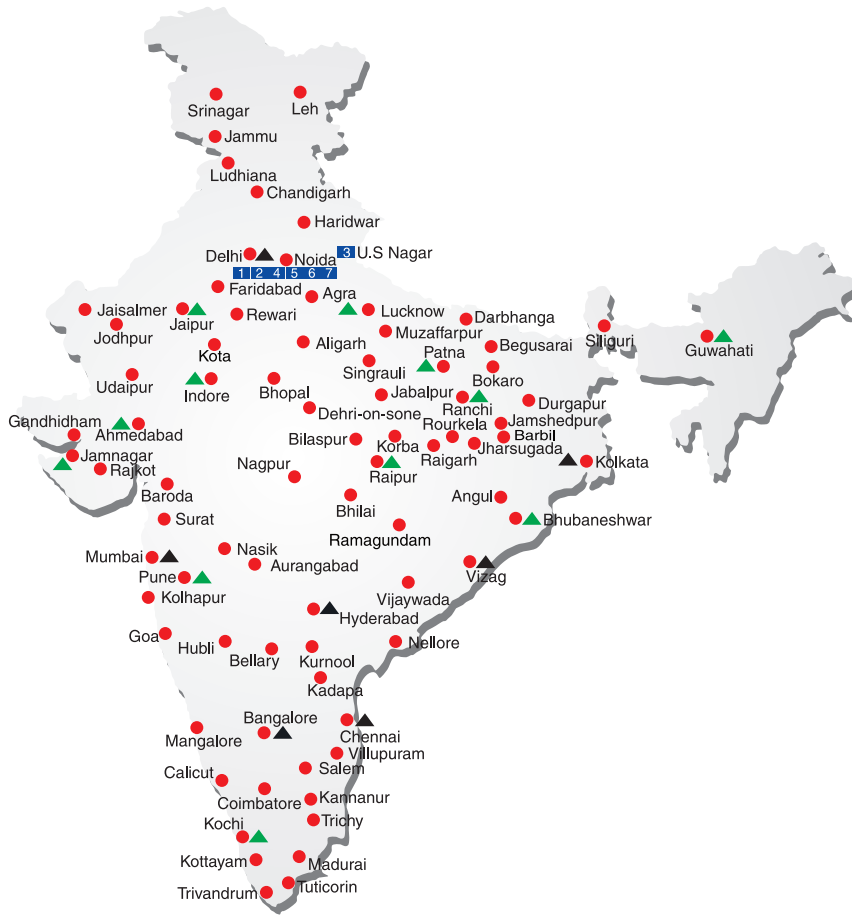 Srinagar
Leh
Jammu
Ludhiana
Chandigarh
Haridwar
Delhi
Noida
3 U.S Nagar
1 2 4 5 6 7
Faridabad
Agra
Jaisalmer
Jaipur
Rewari
Lucknow
Darbhanga
Jodhpur
Muzaffarpur
Siliguri
Guwahati
Kota
Aligarh
Patna
Begusarai
Singrauli
Udaipur
Indore
Bhopal
Bokaro
Jabalpur
Ranchi
Durgapur
Dehri-on-sone
Gandhidham
Ahmedabad
Rourkela
Jamshedpur
Bilaspur
Korba
Barbil
Jharsugada
Raigarh
Jamnagar
Rajkot
Nagpur
Raipur
Kolkata
Baroda
Bhilai
Angul
Surat
Bhubaneshwar
Ramagundam
Nasik
Mumbai
Aurangabad
Pune
Vizag
Kolhapur
Vijaywada
Hyderabad
Goa
Hubli
Nellore
Bellary
Kurnool
Kadapa
Bangalore
Mangalore
Chennai
Villupuram
Calicut
Salem
Coimbatore
Kannanur
Kochi
Trichy
Kottayam
Madurai
Trivandrum
Tuticorin